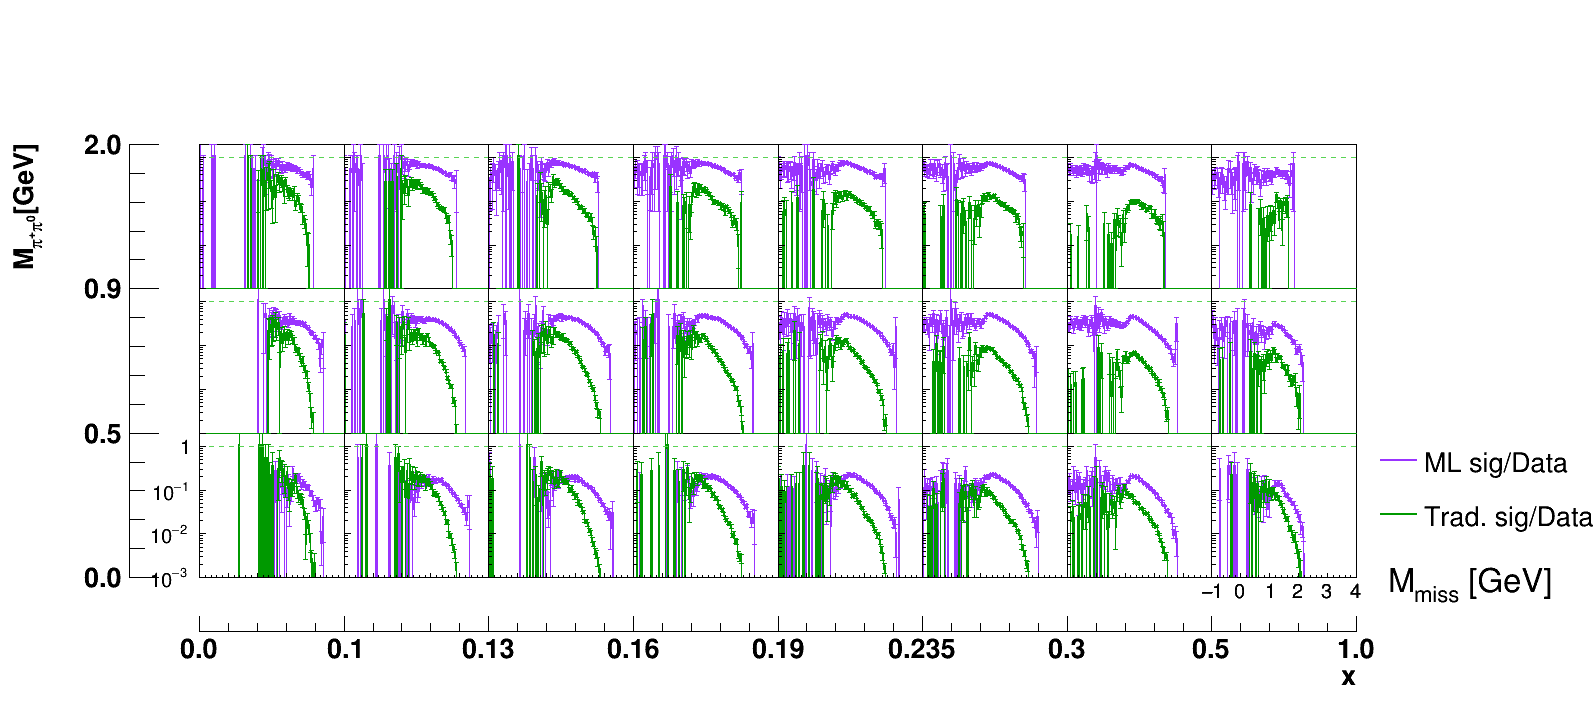 M π⁺π⁰ [GeV]
2.0
0.9
0.5
0.0
1
10⁻¹
10⁻²
10⁻³
ML sig/Data
Trad. sig/Data
M miss [GeV]
−1 0 1 2 3 4
0.0 0.1 0.13 0.16 0.19 0.235 0.3 0.5 1.0
x